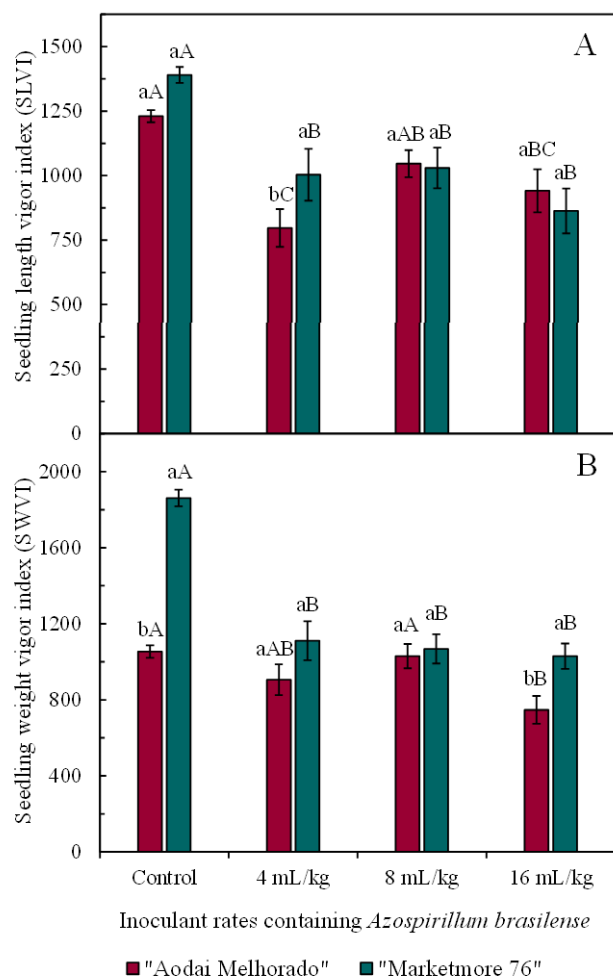 A
Seedling length vigor index (SLVI)
1500
1250
1000
750
500
250
0
aA
aA
bC
aB
aAB
aB
aBC
aB
B
Seedling weight vigor index (SWVI)
2000
1600
1200
800
400
0
bA
aA
aAB
aB
aA
aB
bB
aB
Control 4 mL/kg 8 mL/kg 16 mL/kg
Inoculant rates containing Azospirillum brasilense
"Aodai Melhorado" "Marketmore 76"